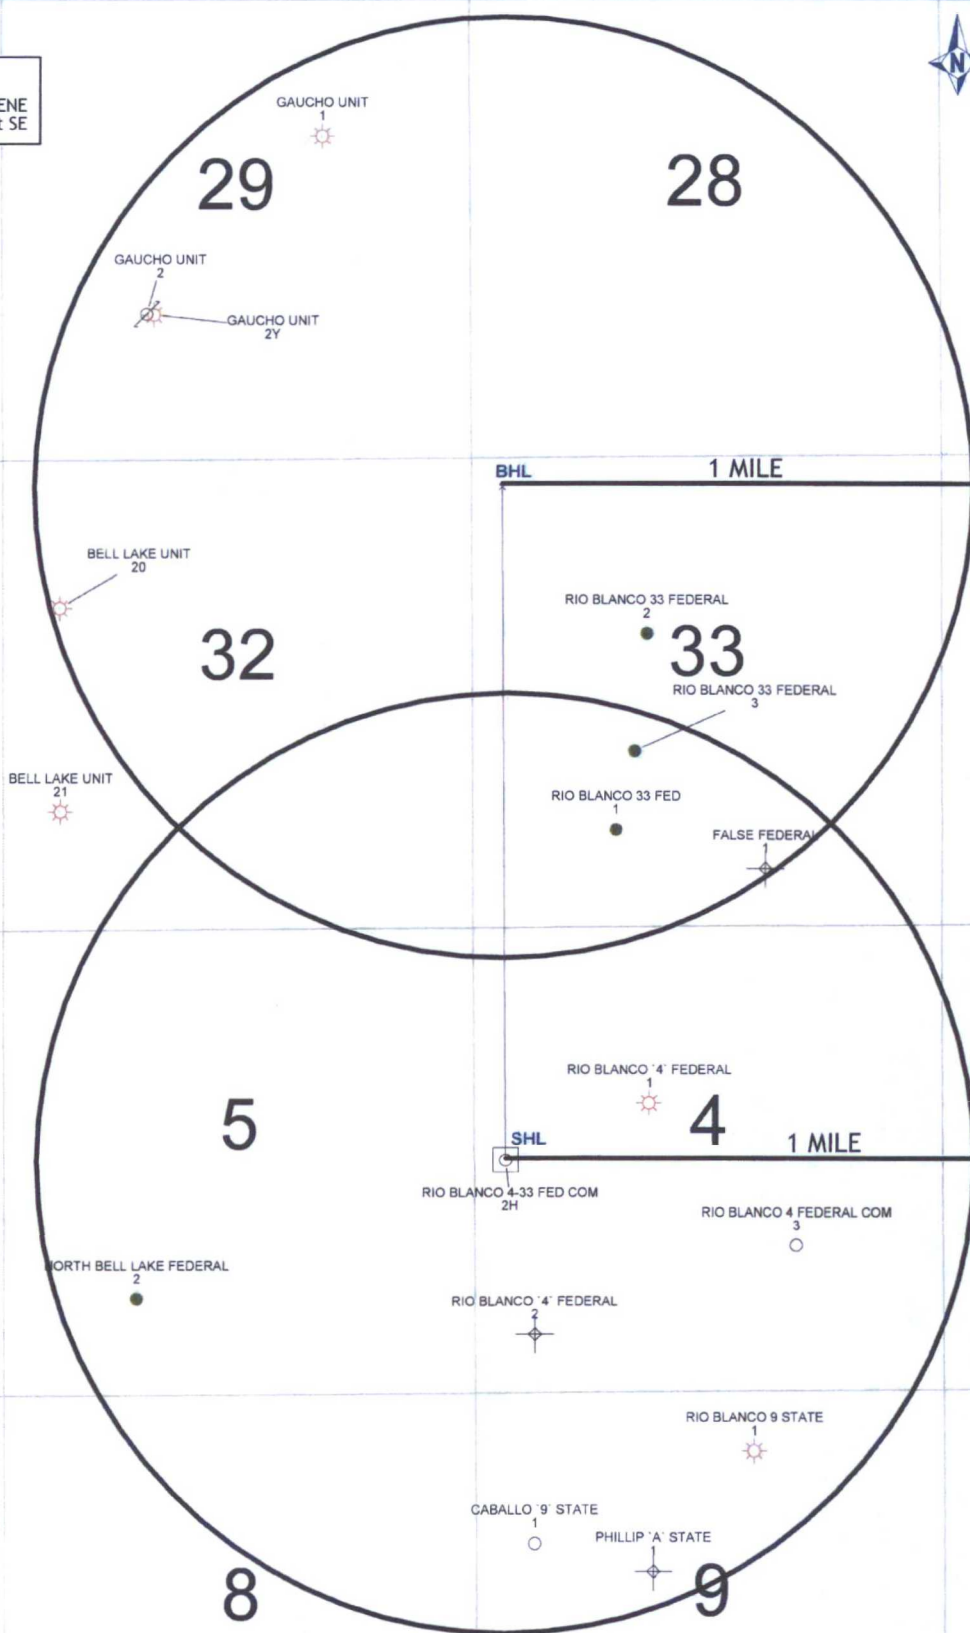 ENE
t SE
N
GAUCHO UNIT
1
29
28
GAUCHO UNIT
2
GAUCHO UNIT
2Y
BHL
1 MILE
BELL LAKE UNIT
20
RIO BLANCO 33 FEDERAL
2
32
33
RIO BLANCO 33 FEDERAL
3
BELL LAKE UNIT
21
RIO BLANCO 33 FED
1
FALSE FEDERAL
1
RIO BLANCO '4' FEDERAL
1
5
4
SHL
1 MILE
RIO BLANCO 4-33 FED COM
2H
RIO BLANCO 4 FEDERAL COM
3
NORTH BELL LAKE FEDERAL
2
RIO BLANCO '4' FEDERAL
2
RIO BLANCO 9 STATE
1
CABALLO '9' STATE
1
PHILLIP 'A' STATE
1
8
9